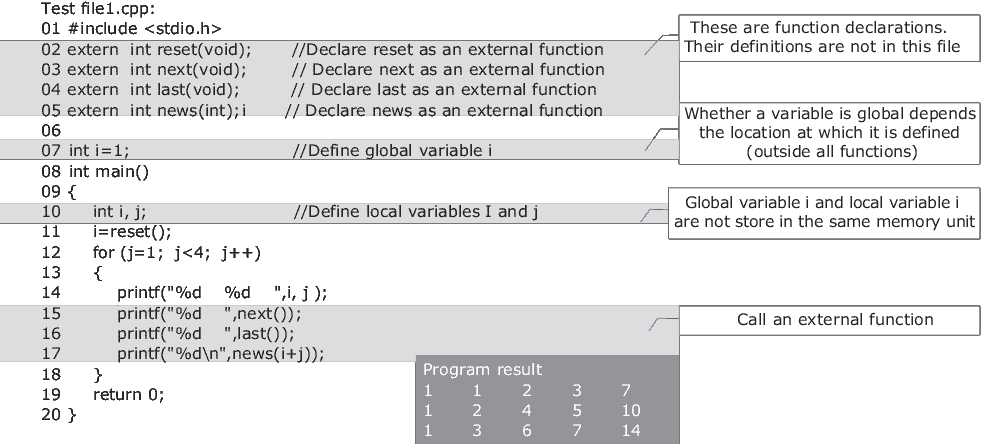 Test file1.cpp:
01 #include <stdio.h>
02 extern int reset(void); //Declare reset as an external function
03 extern int next(void); // Declare next as an external function
04 extern int last(void); // Declare last as an external function
05 extern int news(int);i // Declare news as an external function
06
07 int i=1; //Define global variable i
08 int main()
09 {
10 int i, j; //Define local variables I and j
11 i=reset();
12 for (j=1; j<4; j++)
13 {
14 printf("%d %d ",i, j );
15 printf("%d ",next());
16 printf("%d ",last());
17 printf("%d\n",news(i+j));
18 }
19 return 0;
20 }
These are function declarations.
Their definitions are not in this file
Whether a variable is global depends
the location at which it is defined
(outside all functions)
Global variable i and local variable i
are not store in the same memory unit
Call an external function
Program result
1 1 2 3 7
1 2 4 5 10
1 3 6 7 14